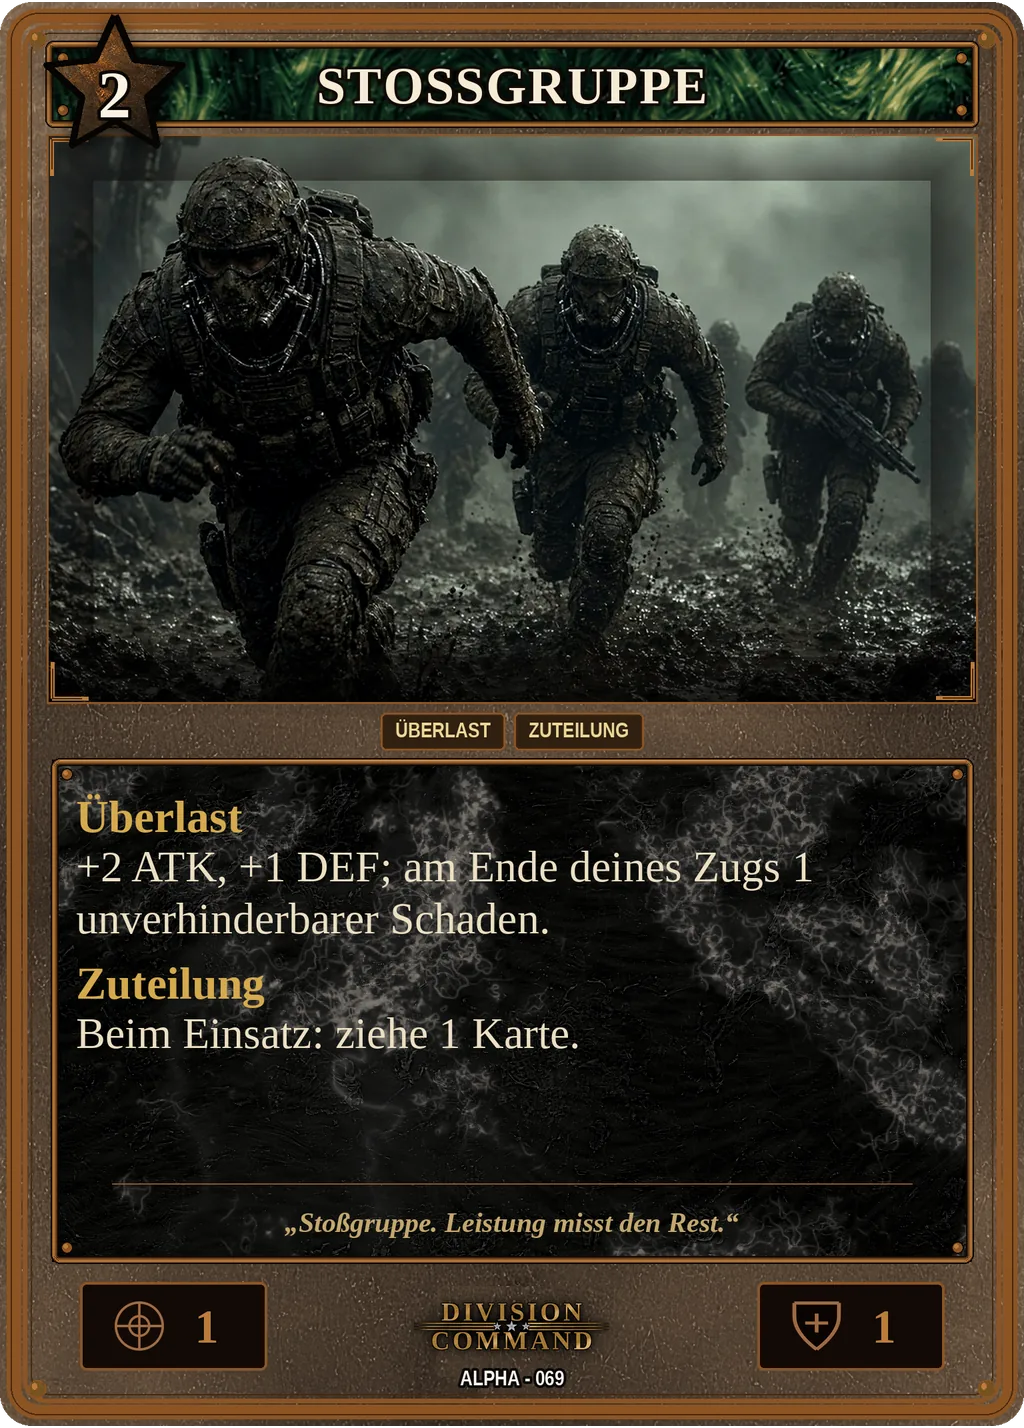 2
STOSSGRUPPE
ÜBERLAST ZUTEILUNG
Überlast
+2 ATK, +1 DEF; am Ende deines Zugs 1
unverhinderbarer Schaden.
Zuteilung
Beim Einsatz: ziehe 1 Karte.
„Stoßgruppe. Leistung misst den Rest.“
1
DIVISION
COMMAND
ALPHA - 069
1